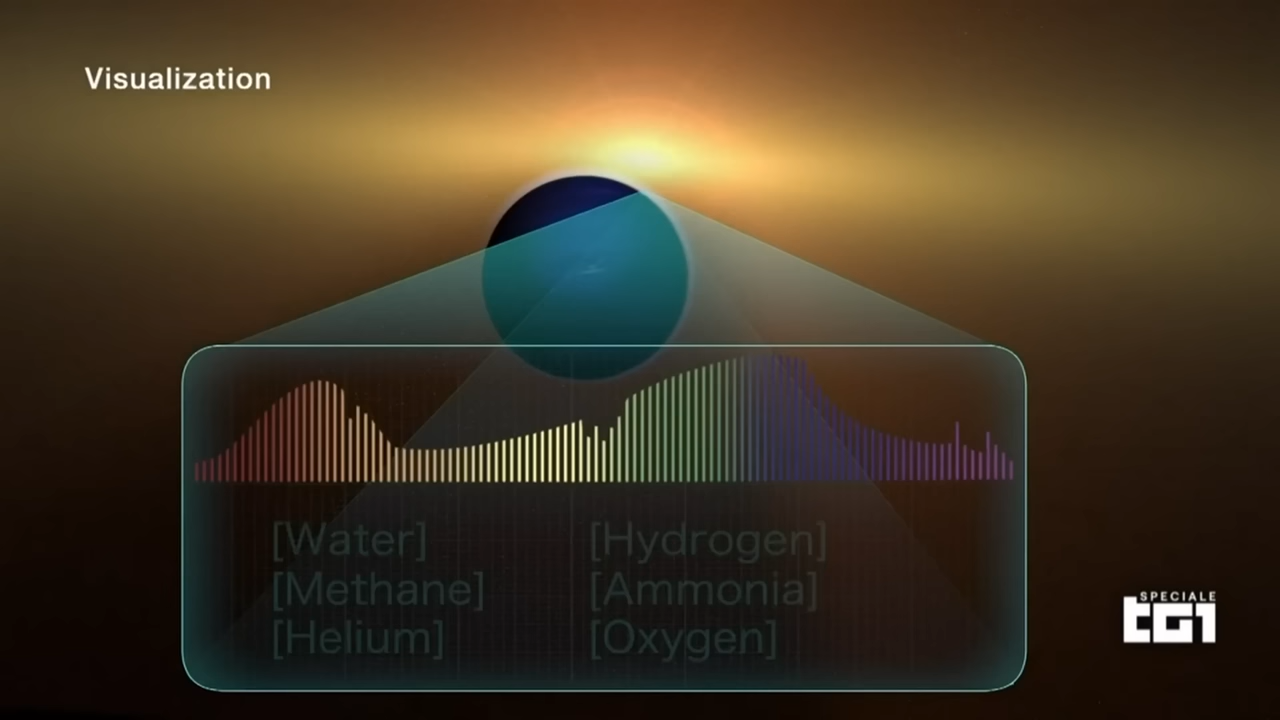 Visualization
[Water]
[Methane]
[Helium]
[Hydrogen]
[Ammonia]
[Oxygen]
SPECIALE
tG1